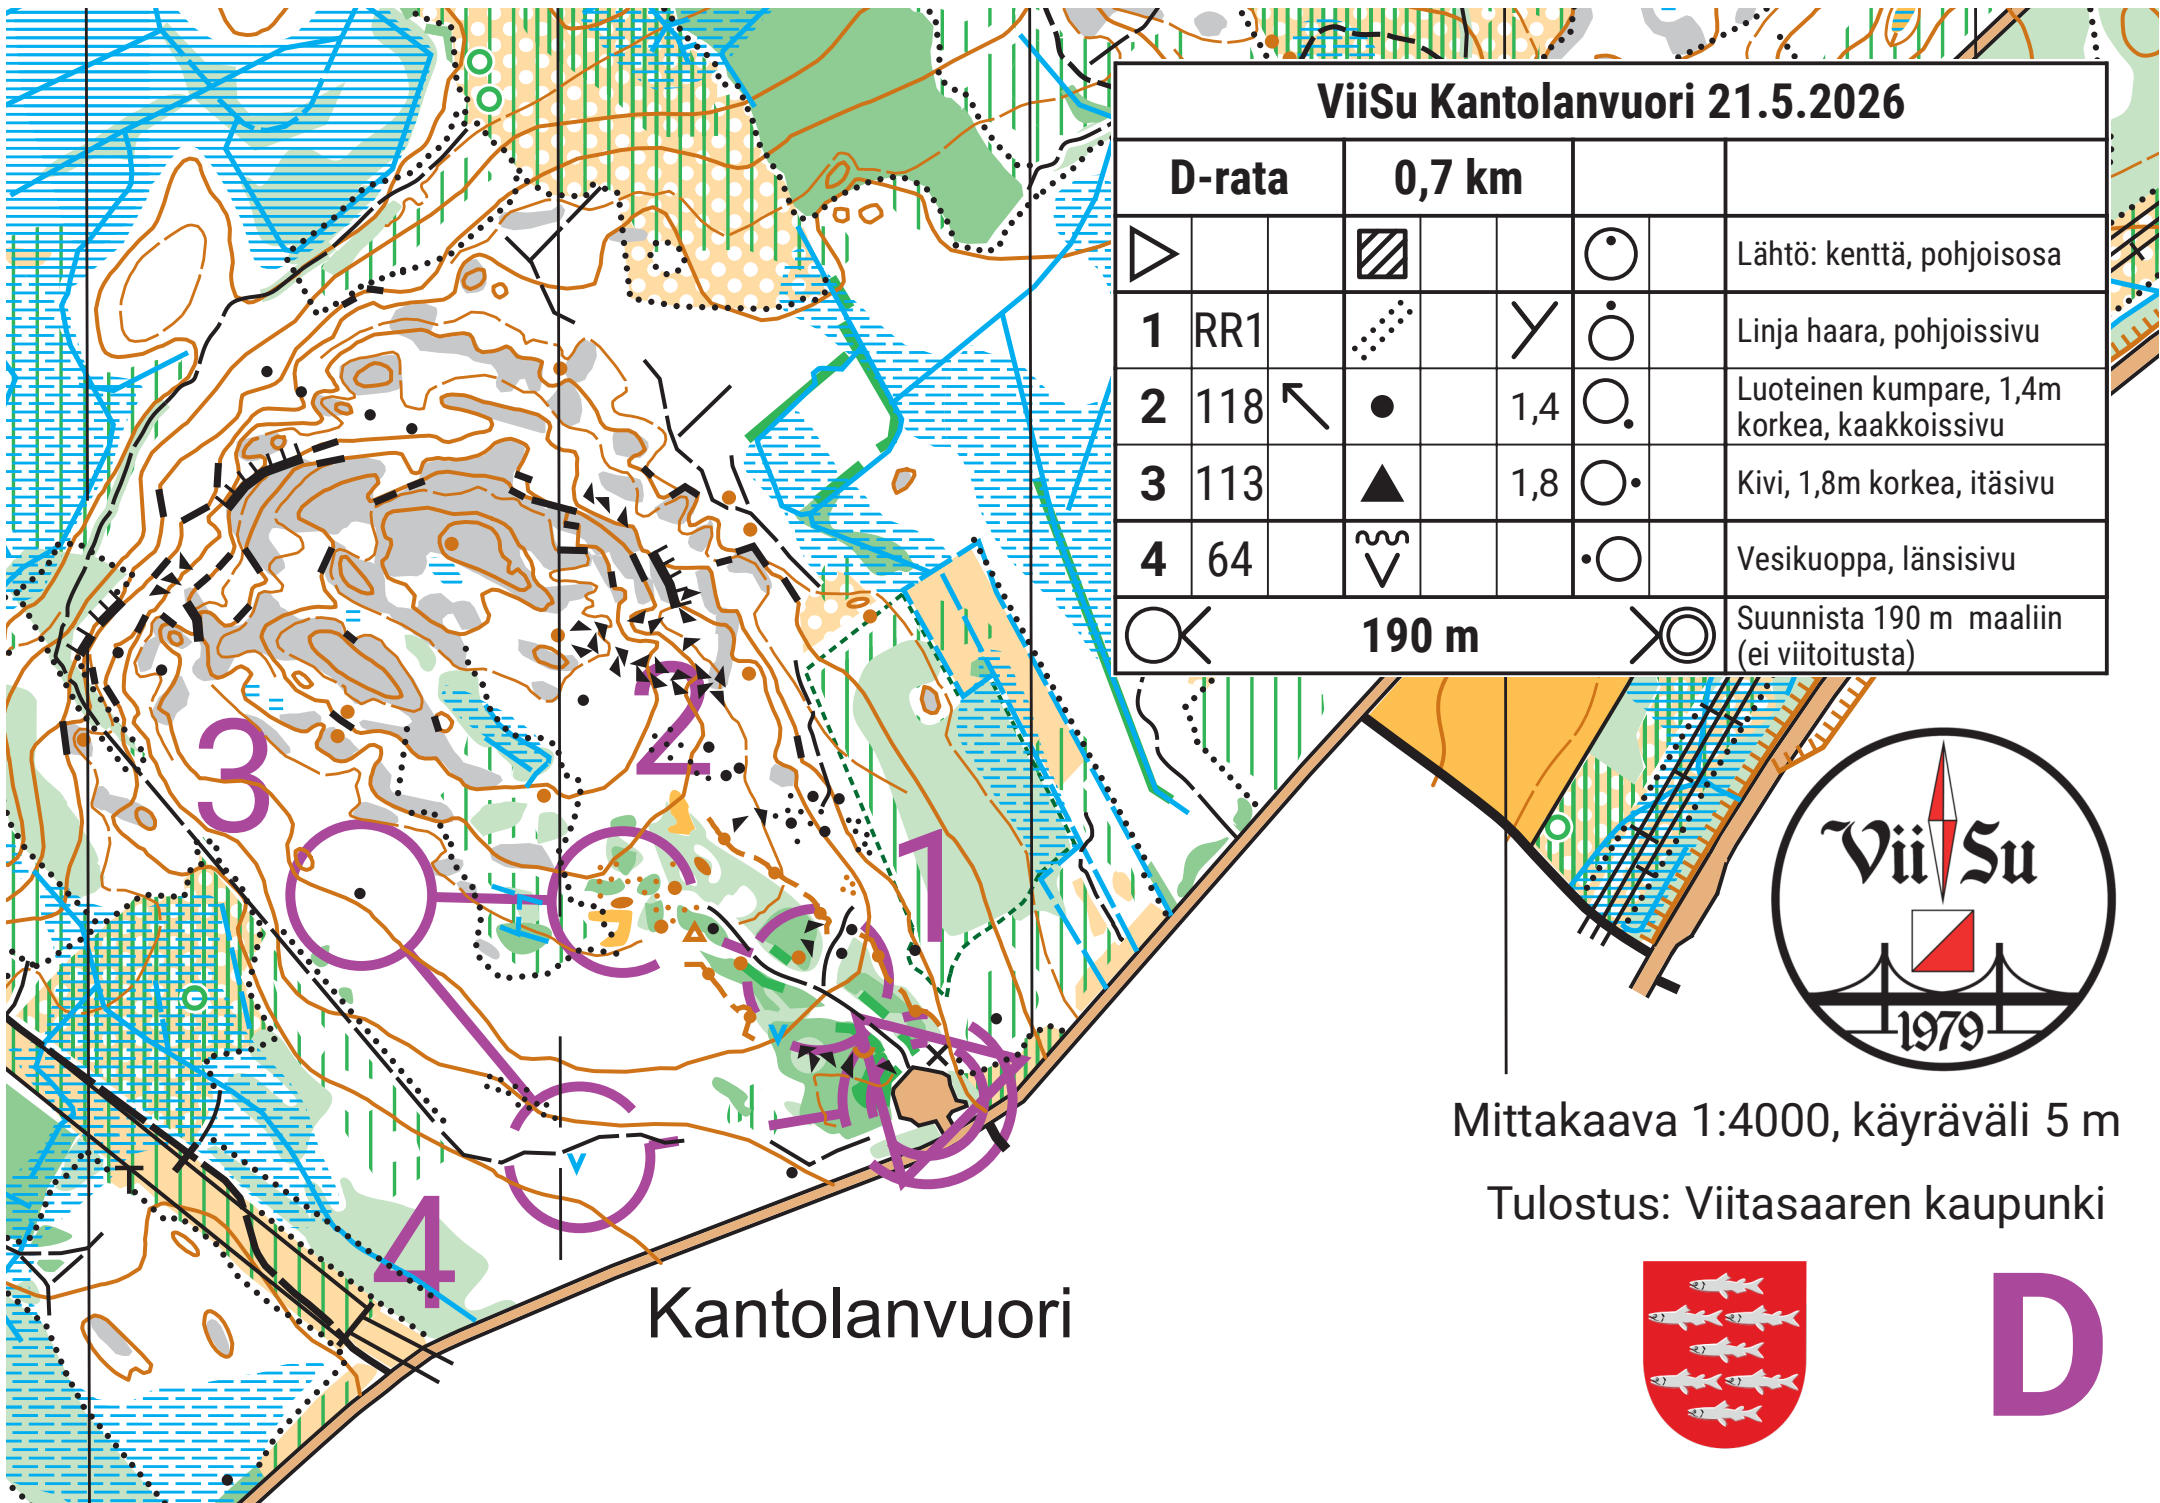 ViiSu Kantolanvuori 21.5.2026
D-rata 0,7 km
Lähtö: kenttä, pohjoisosa
1 RR1 Linja haara, pohjoissivu
2 118 1,4 Luoteinen kumpare, 1,4m
korkea, kaakkoissivu
3 113 1,8 Kivi, 1,8m korkea, itäsivu
4 64 Vesikuoppa, länsisivu
190 m Suunnista 190 m maaliin
(ei viitoitusta)
2
3
1
4
Vii Su
1979
Mittakaava 1:4000, käyräväli 5 m
Tulostus: Viitasaaren kaupunki
Kantolanvuori
D